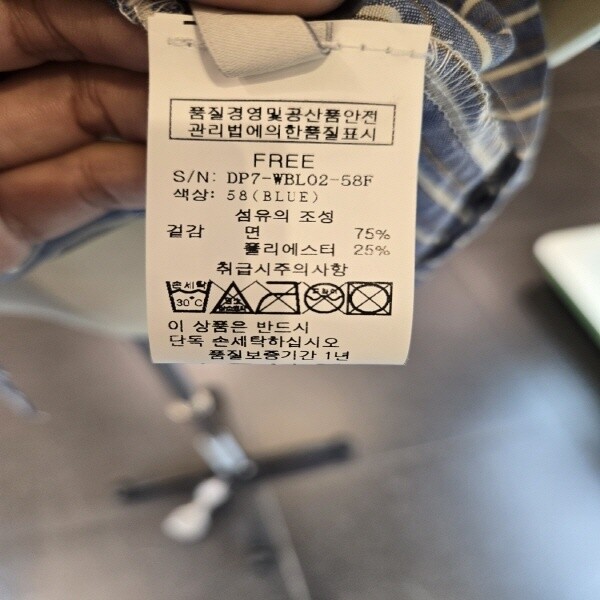 품질경영및공산품안전
관리법에의한품질표시
FREE
S/N: DP7-WBL02-58F
색상: 58(BLUE)
섬유의 조성
겉감 면 75%
폴리에스터 25%
취급시주의사항
손세탁
30°C
이 상품은 반드시
단독 손세탁하십시오
품질보증기간 1년